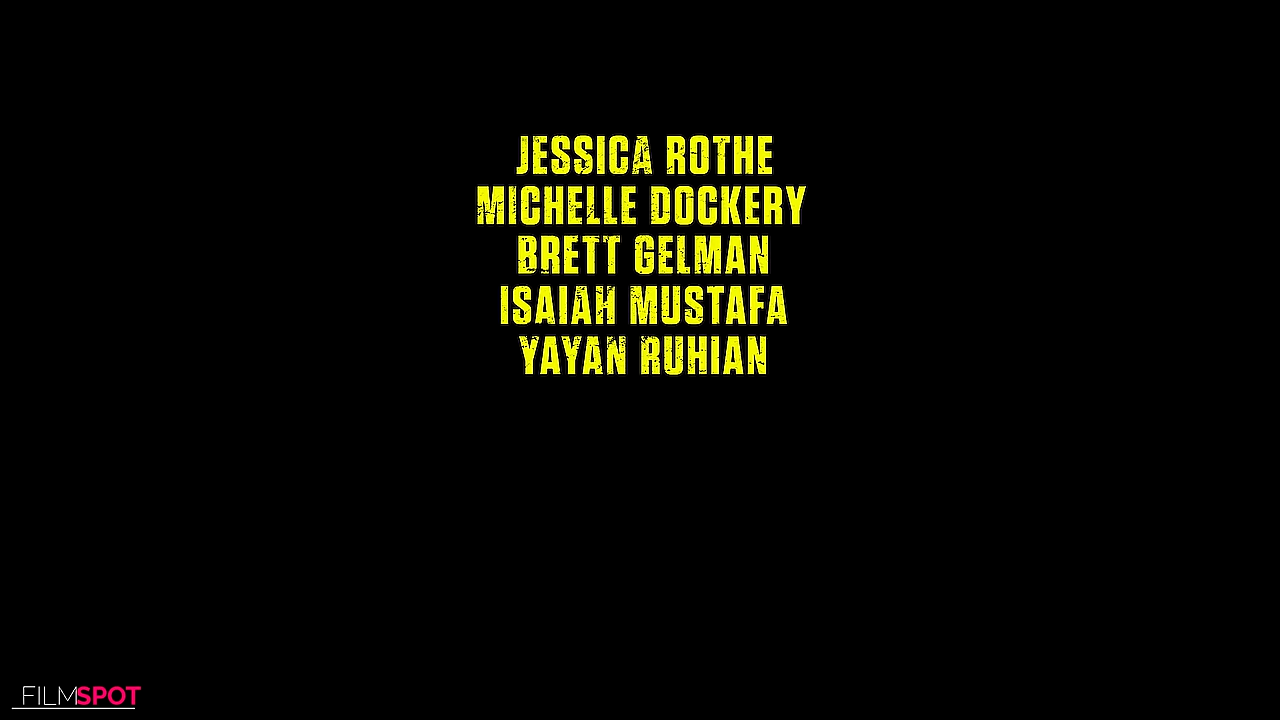 JESSICA ROTHE
MICHELLE DOCKERY
BRETT GELMAN
ISAIAH MUSTAFA
YAYAN RUHIAN
FILMSPOT